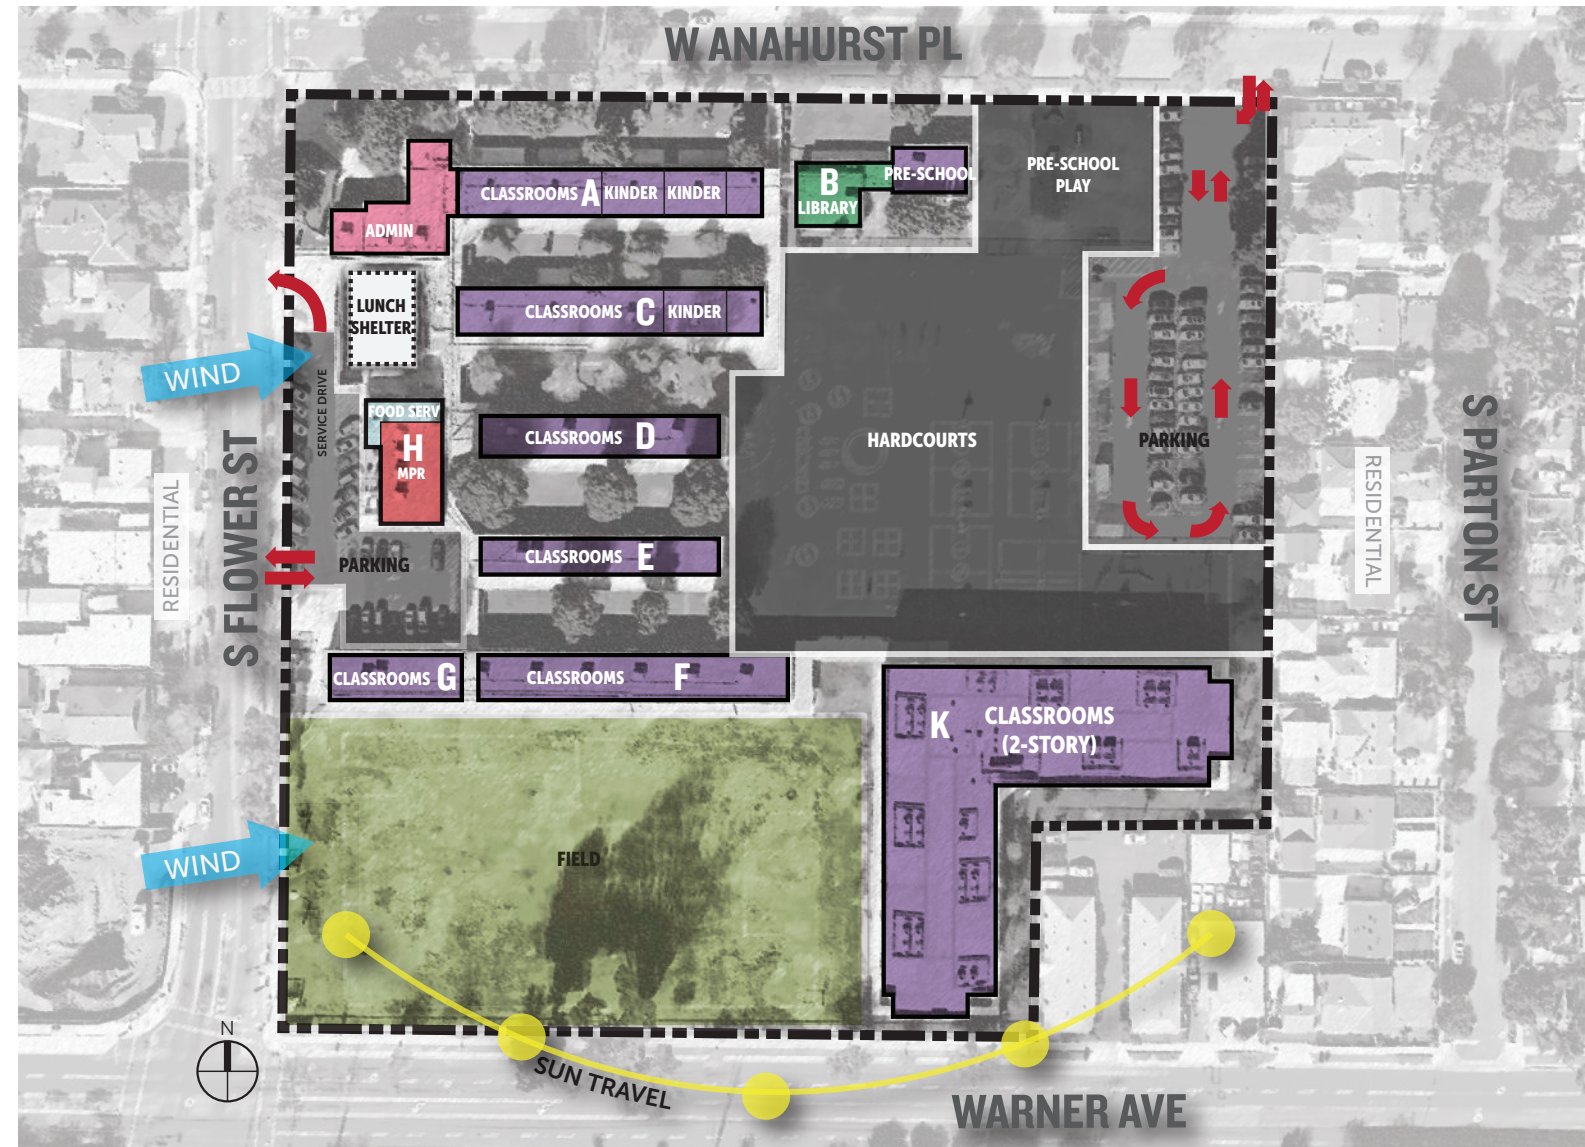 W ANAHURST PL
CLASSROOMS A KINDER KINDER
ADMIN
B
LIBRARY
PRE-SCHOOL
PRE-SCHOOL
PLAY
LUNCH
SHELTER
CLASSROOMS C KINDER
WIND
SERVICE DRIVE
FOOD SERV
H
MPR
CLASSROOMS D
HARDCOURTS
PARKING
RESIDENTIAL
S FLOWER ST
RESIDENTIAL
S PARTON ST
PARKING
CLASSROOMS E
CLASSROOMS G
CLASSROOMS F
K
CLASSROOMS
(2-STORY)
WIND
FIELD
N
SUN TRAVEL
WARNER AVE